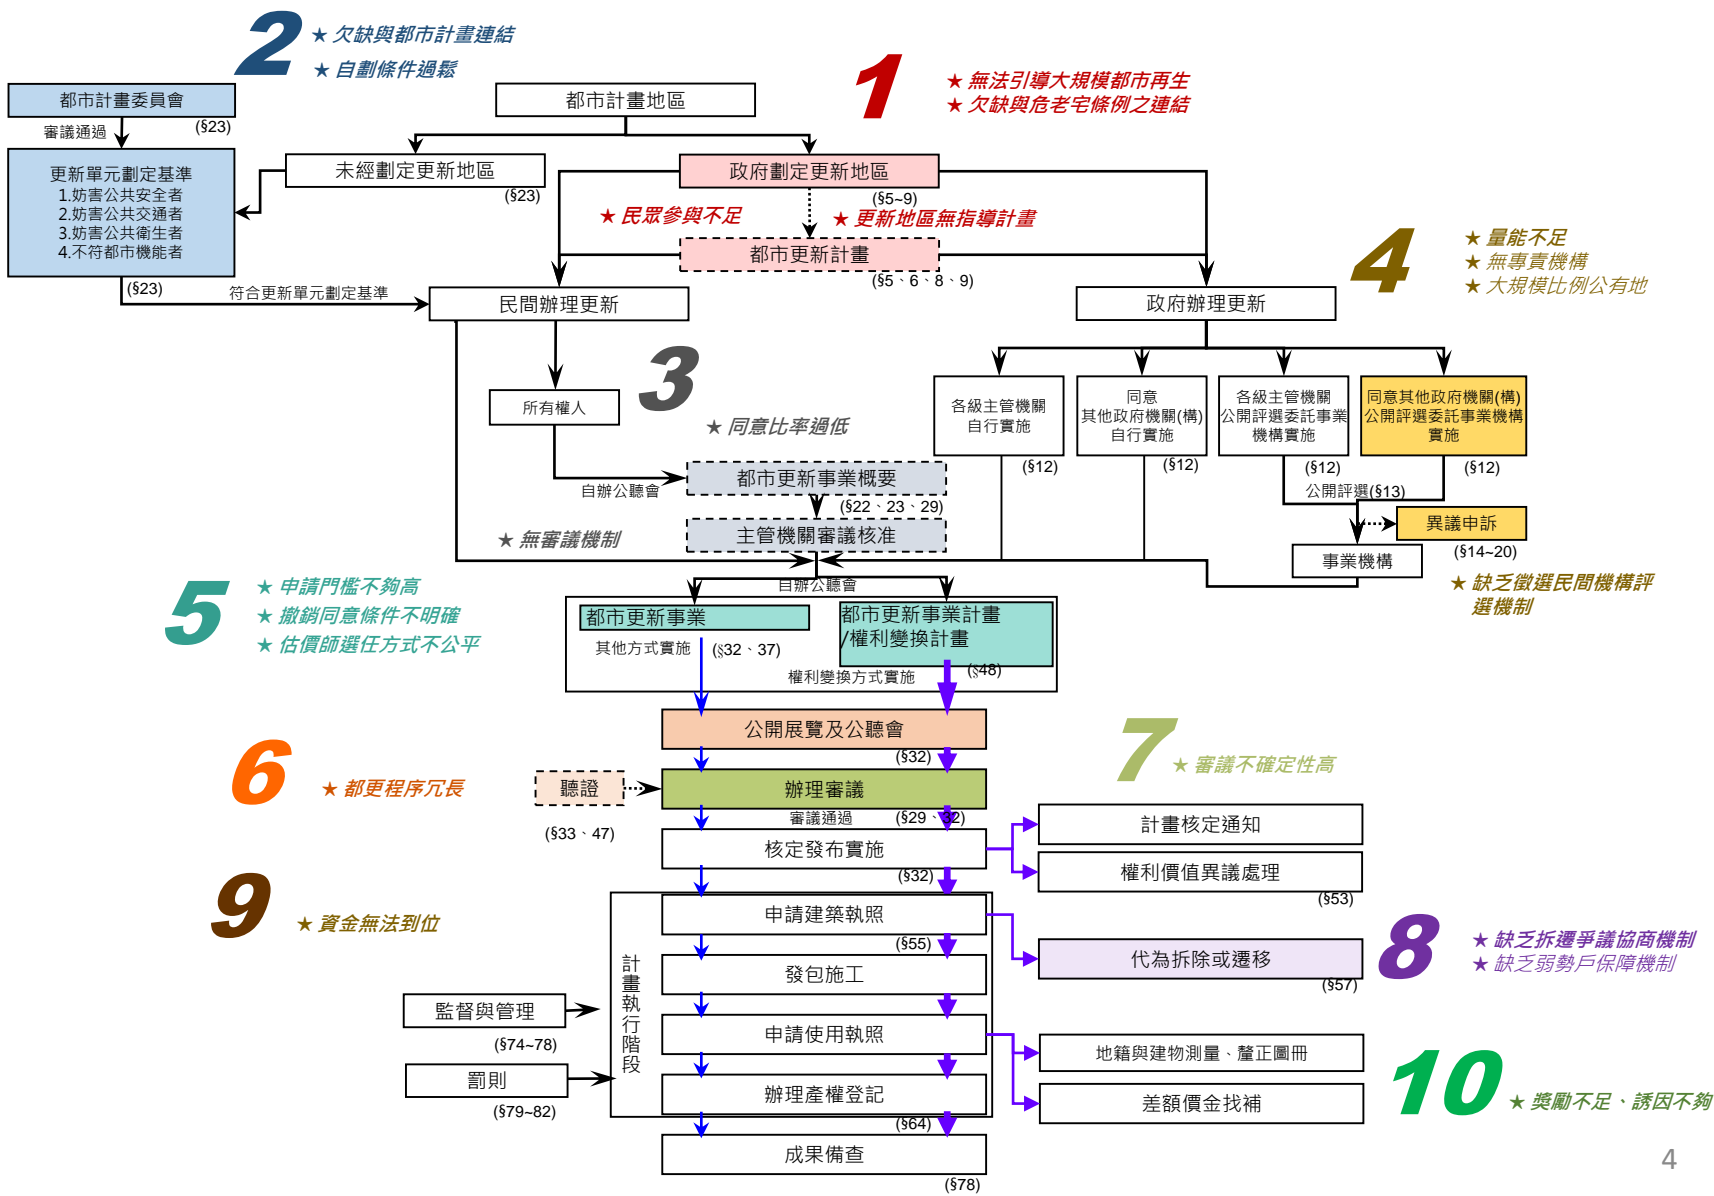 2
★ 欠缺與都市計畫連結
★ 自劃條件過鬆
1
★ 無法引導大規模都市再生
★ 欠缺與危老宅條例之連結
都市計畫委員會
(§23)
審議通過
都市計畫地區
更新單元劃定基準
1.妨害公共安全者
2.妨害公共交通者
3.妨害公共衛生者
4.不符都市機能者
(§23)
未經劃定更新地區
(§23)
政府劃定更新地區
(§5~9)
★ 民眾參與不足
★ 更新地區無指導計畫
都市更新計畫
(§5、6、8、9)
4
★ 量能不足
★ 無專責機構
★ 大規模比例公有地
符合更新單元劃定基準
民間辦理更新
政府辦理更新
3
★ 同意比率過低
所有權人
各級主管機關
自行實施
(§12)
同意
其他政府機關(構)
自行實施
(§12)
各級主管機關
公開評選委託事業
機構實施
(§12)
同意其他政府機關(構)
公開評選委託事業機構
實施
(§12)
自辦公聽會
都市更新事業概要
(§22、23、29)
公開評選(§13)
★ 無審議機制
主管機關審議核准
異議申訴
(§14~20)
事業機構
★ 缺乏徵選民間機構評
選機制
5
★ 申請門檻不夠高
★ 撤銷同意條件不明確
★ 估價師選任方式不公平
自辦公聽會
都市更新事業
其他方式實施
(§32、37)
都市更新事業計畫
/權利變換計畫
(§48)
權利變換方式實施
公開展覽及公聽會
(§32)
6
★ 都更程序冗長
7
★ 審議不確定性高
聽證
(§33、47)
辦理審議
審議通過
(§29、32)
核定發布實施
(§32)
計畫核定通知
權利價值異議處理
(§53)
9
★ 資金無法到位
計畫執行階段
申請建築執照
(§55)
代為拆除或遷移
(§57)
8
★ 缺乏拆遷爭議協商機制
★ 缺乏弱勢戶保障機制
發包施工
監督與管理
(§74~78)
申請使用執照
地籍與建物測量、釐正圖冊
罰則
(§79~82)
辦理產權登記
(§64)
差額價金找補
10
★ 獎勵不足、誘因不夠
成果備查
(§78)
4